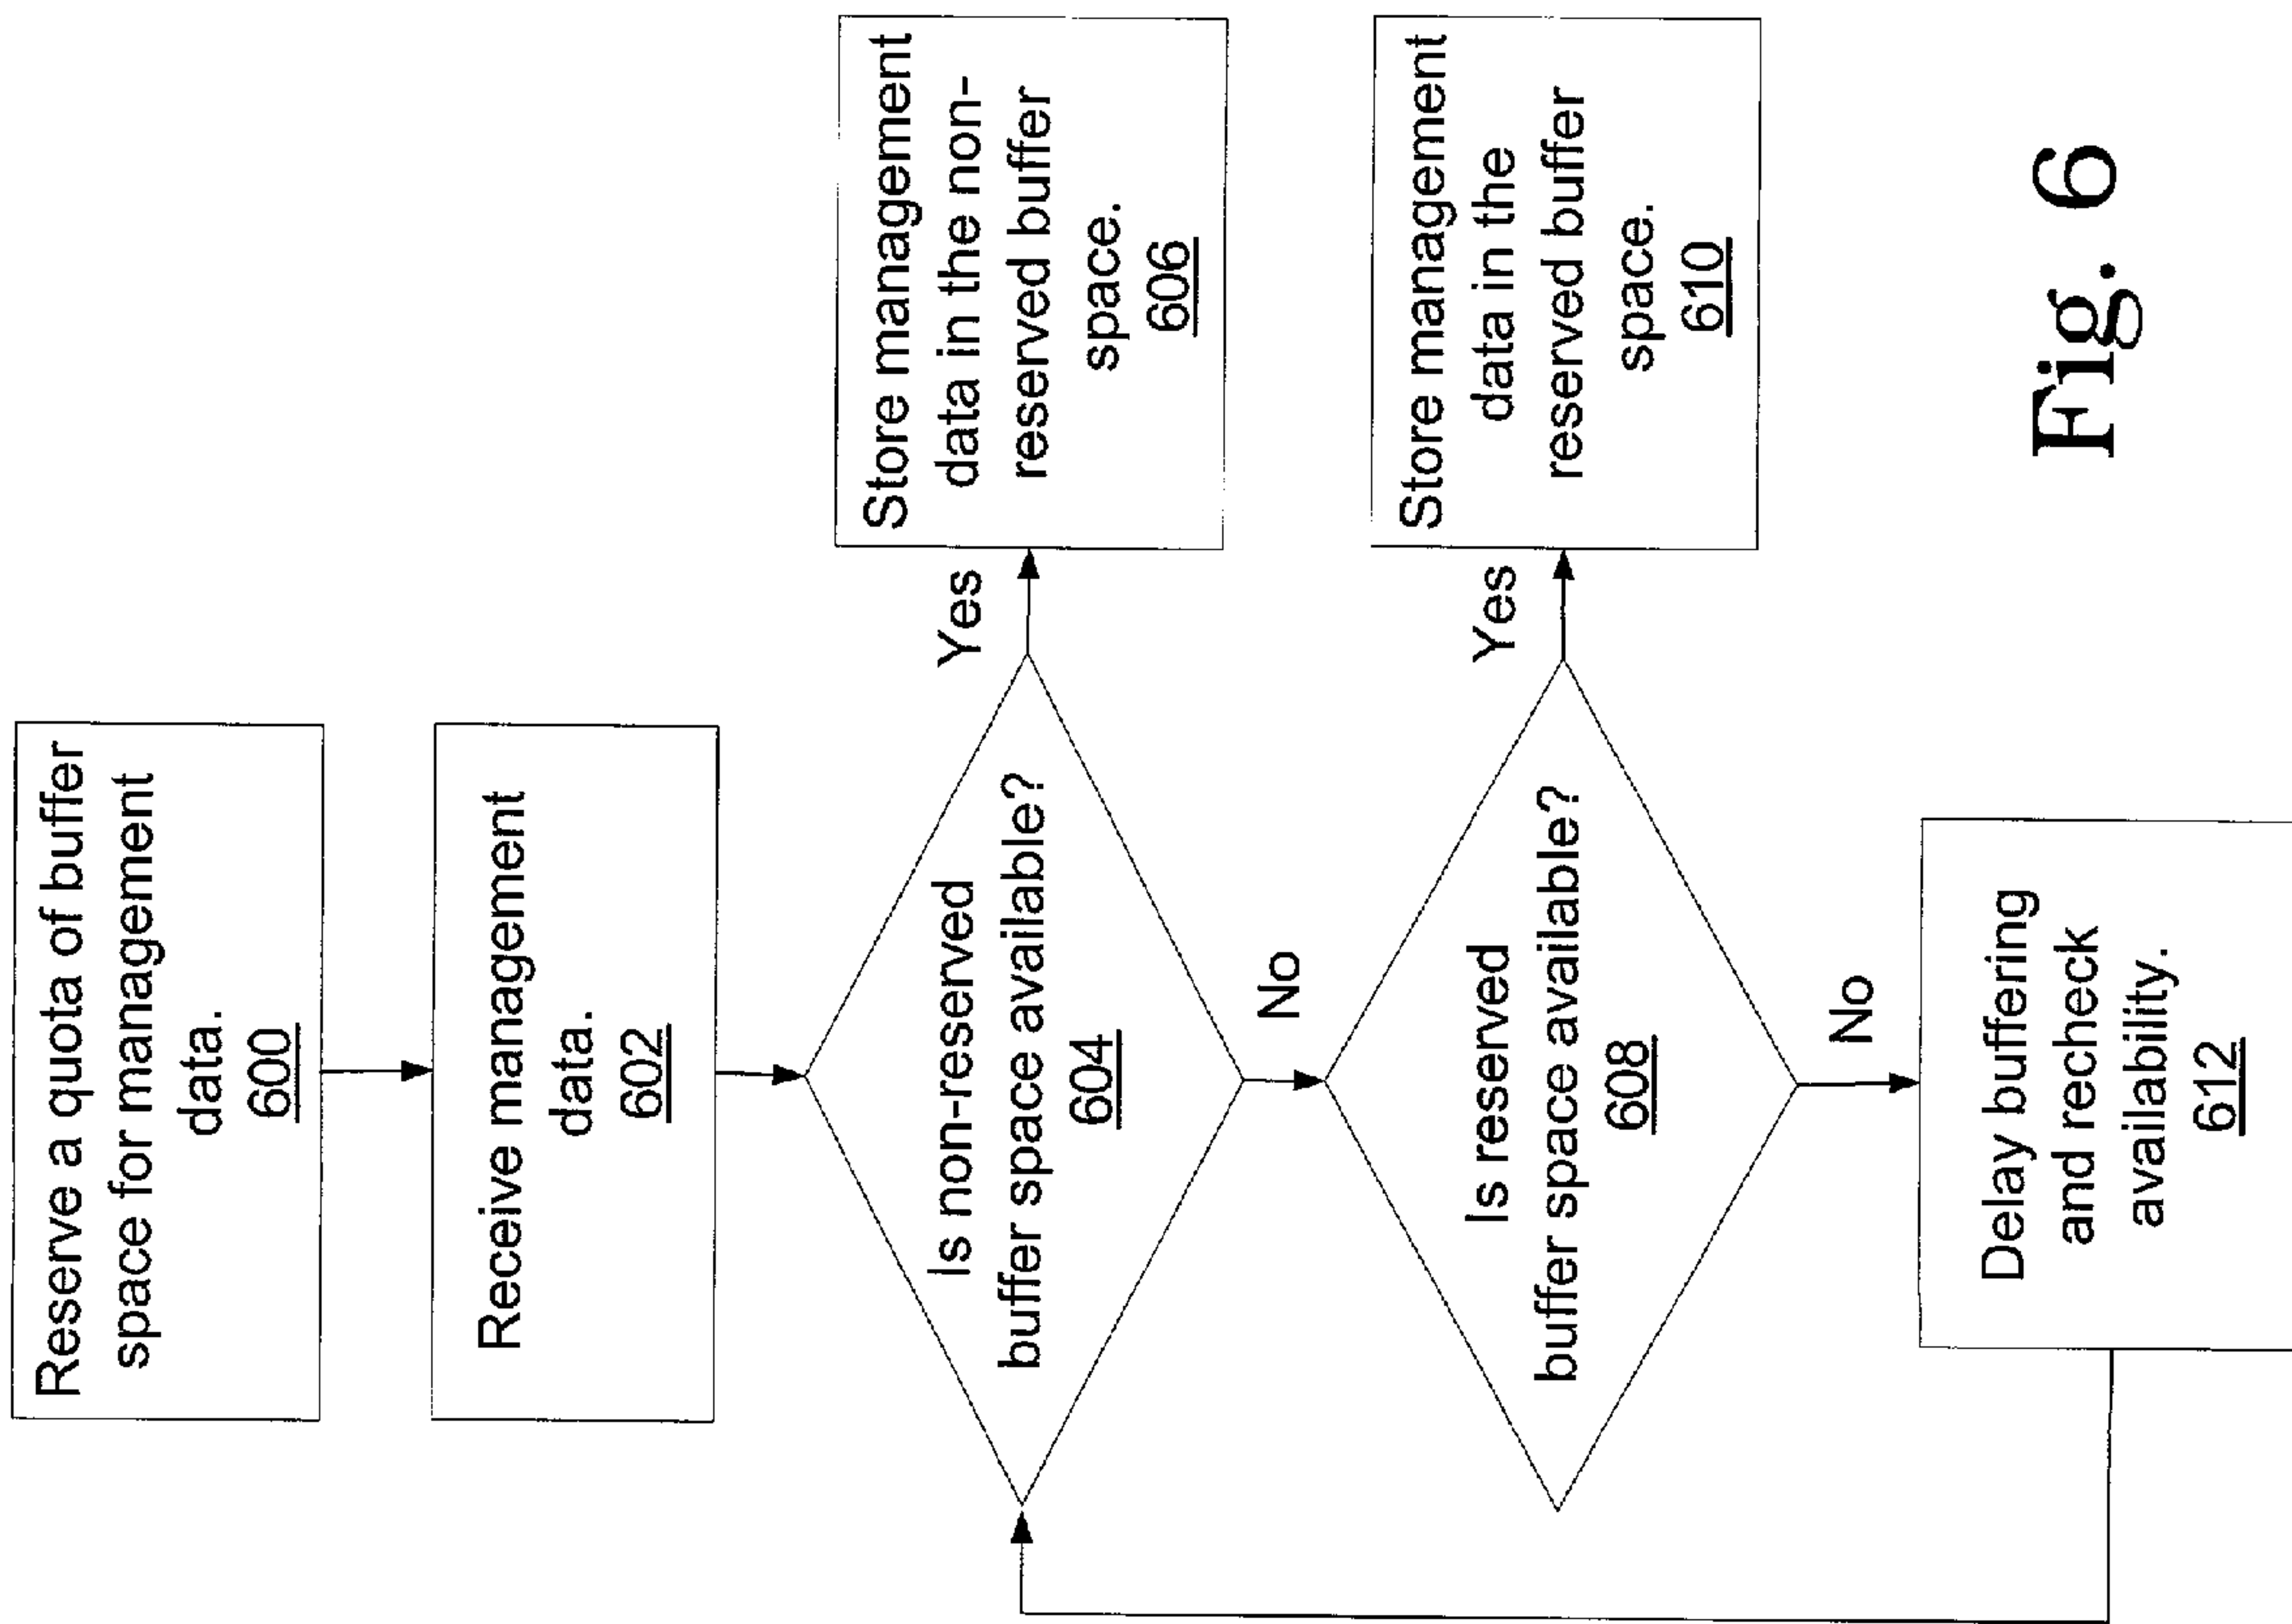 Reserve a quota of buffer
space for management
data.
600
Receive management
data.
602
Is non-reserved
buffer space available?
604
Yes
Store management
data in the non-
reserved buffer
space.
606
No
Is reserved
buffer space available?
608
Yes
Store management
data in the
reserved buffer
space.
610
No
Delay buffering
and recheck
availability.
612
Fig. 6